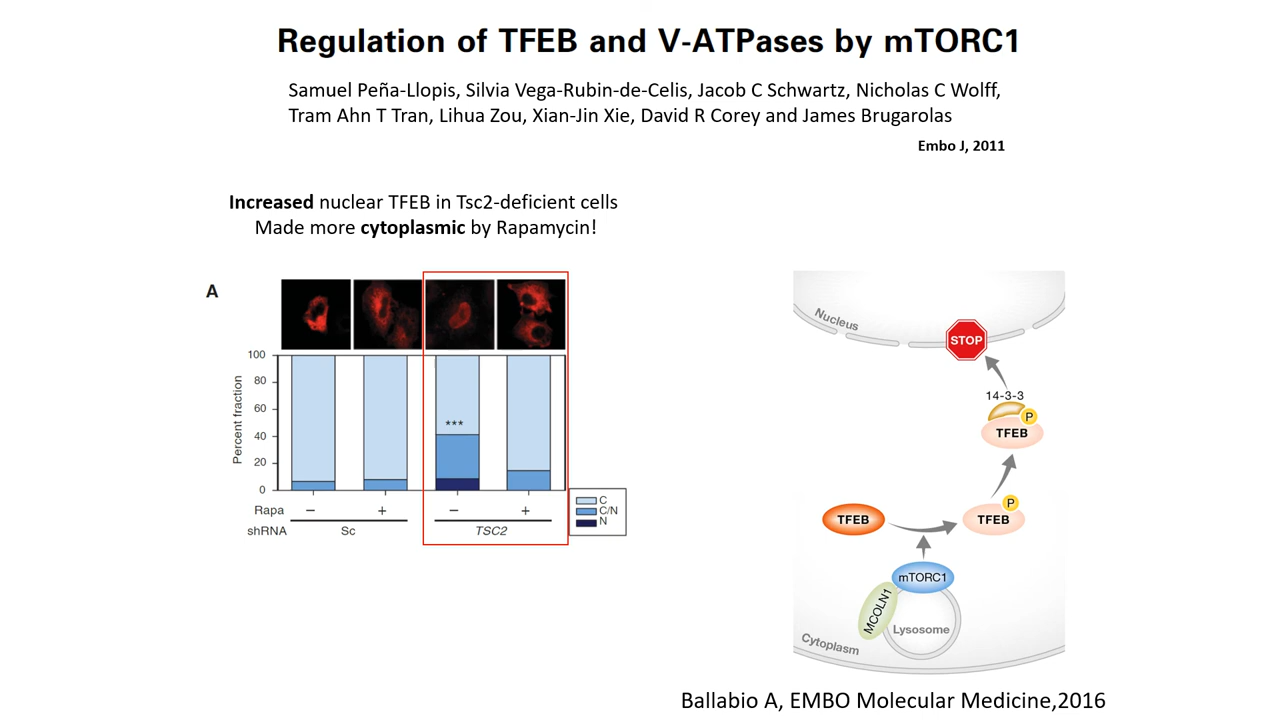 Regulation of TFEB and V-ATPases by mTORC1
Samuel Peña-Llopis, Silvia Vega-Rubin-de-Celis, Jacob C Schwartz, Nicholas C Wolff,
Tram Ahn T Tran, Lihua Zou, Xian-Jin Xie, David R Corey and James Brugarolas
Embo J, 2011
Increased nuclear TFEB in Tsc2-deficient cells
Made more cytoplasmic by Rapamycin!
A
Percent fraction
100
80
60
40
20
0
***
Rapa − + − +
shRNA Sc TSC2
C
C/N
N
Nucleus
STOP
14-3-3
P
TFEB
P
TFEB
TFEB
mTORC1
MCOLN1
Lysosome
Cytoplasm
Ballabio A, EMBO Molecular Medicine,2016